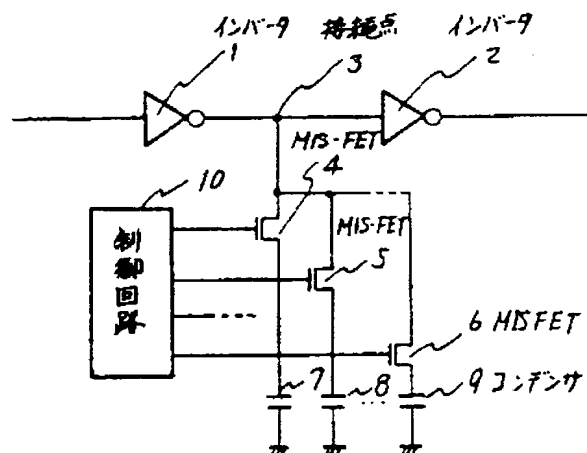 インバータ 接続点 インバータ
1 3 2
MIS-FET
4
10
MIS-FET
5
制御回路
6 MISFET
7 8 ... 9 コンデンサ